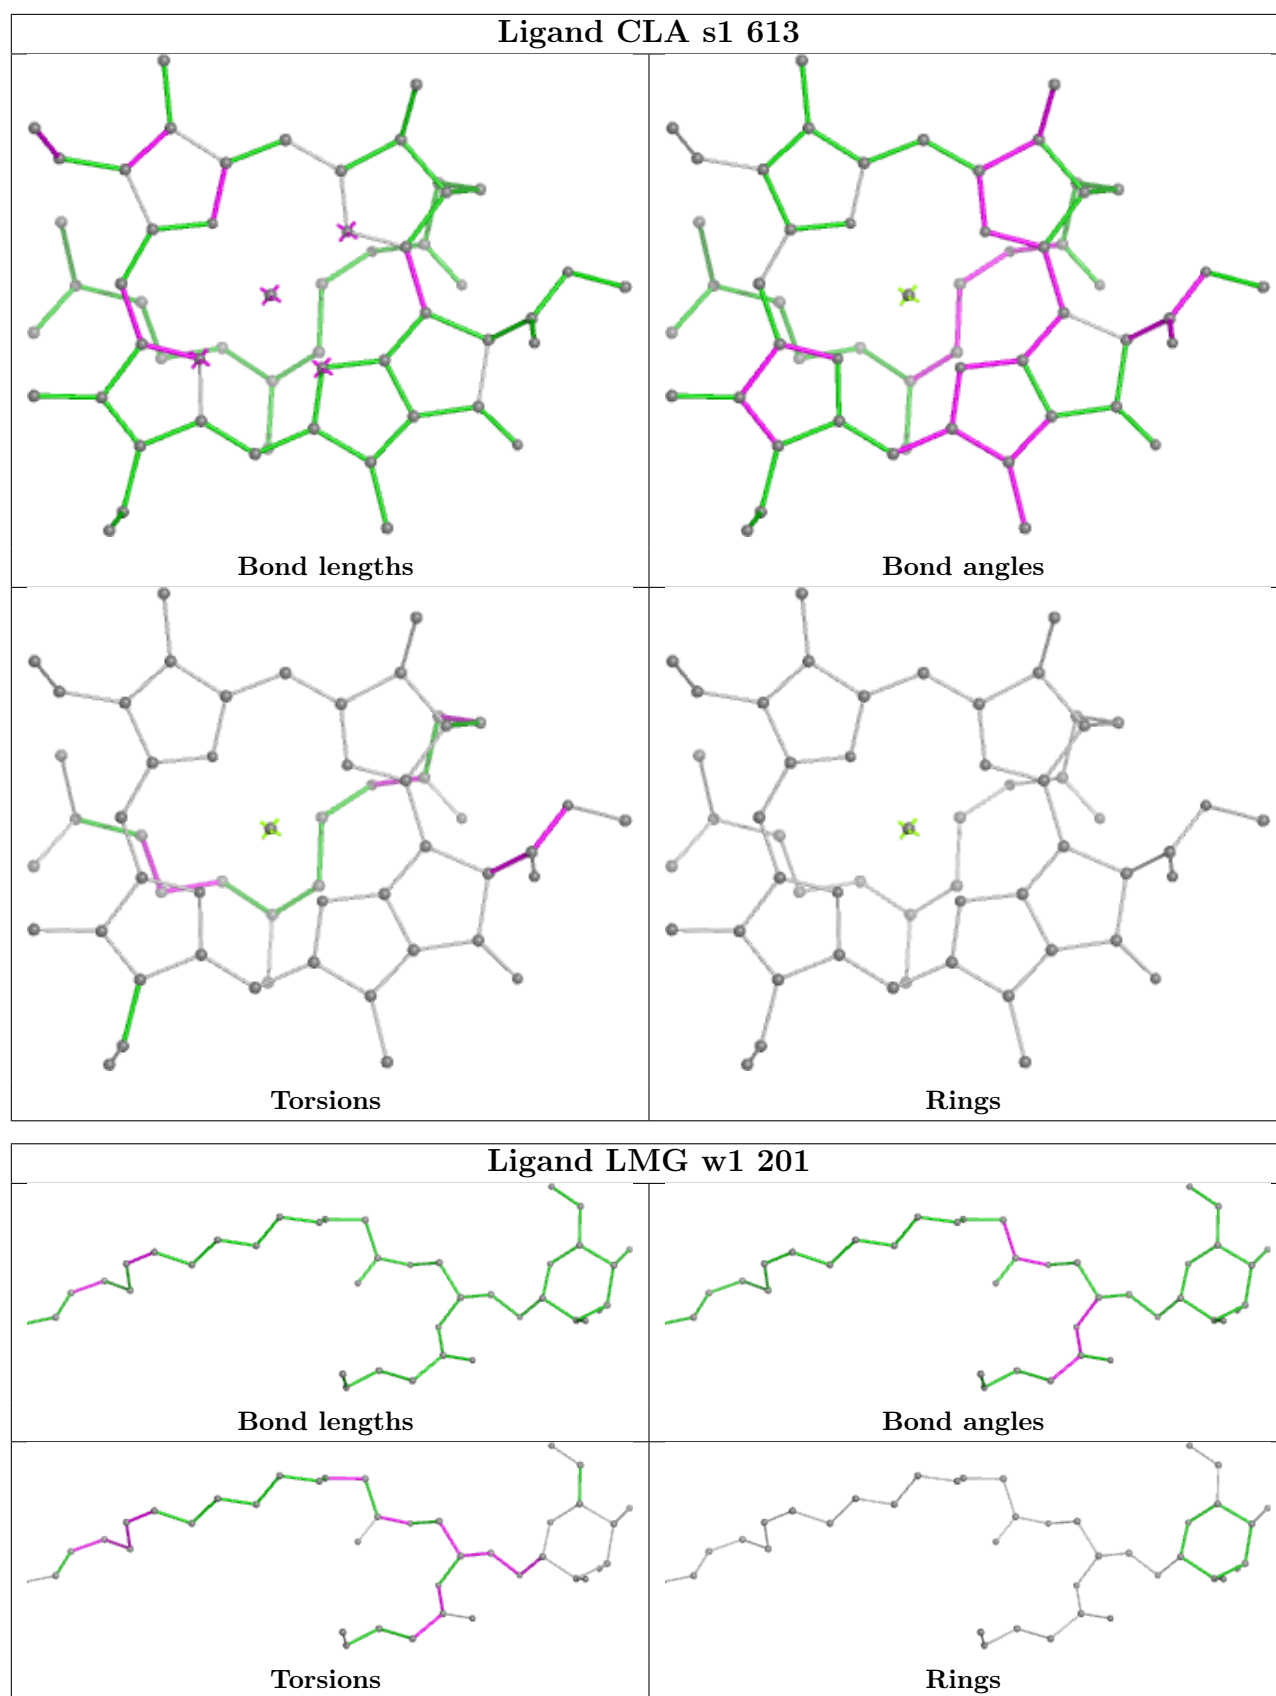 Ligand CLA s1 613
Bond lengths
Bond angles
Torsions
Rings
Ligand LMG w1 201
Bond lengths
Bond angles
Torsions
Rings